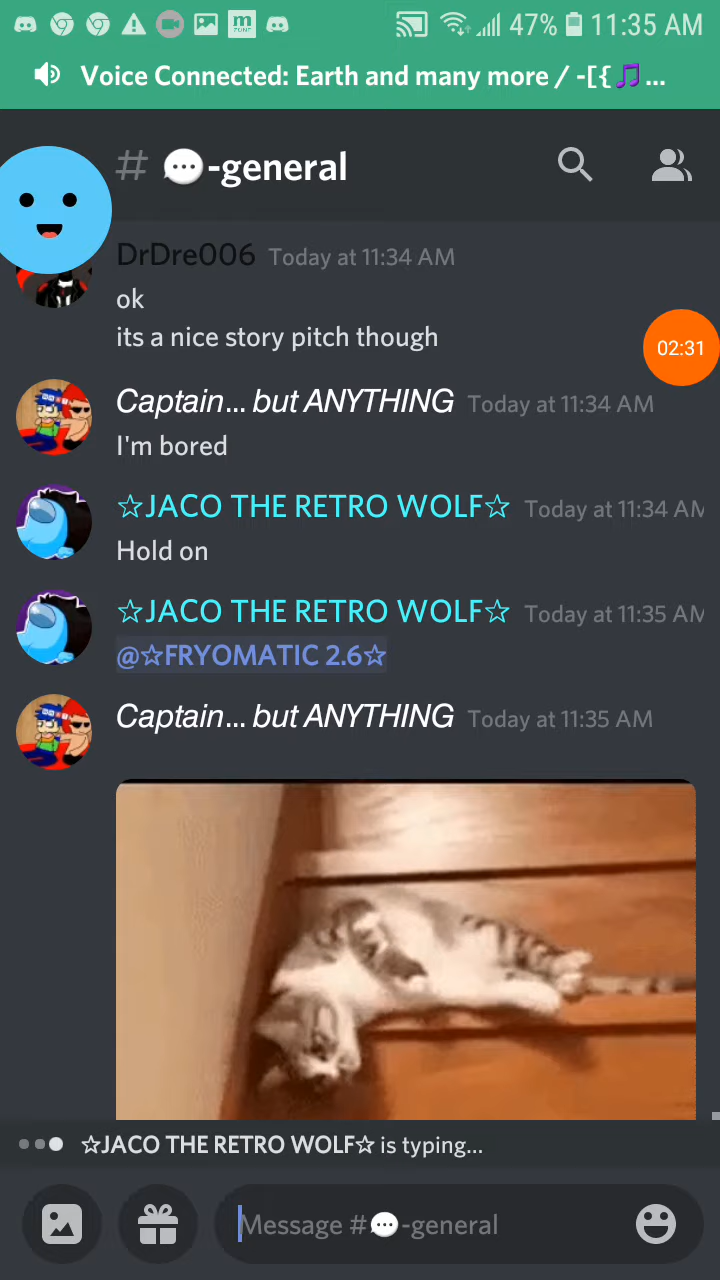 47% 11:35 AM
Voice Connected: Earth and many more / -[{🎵...
# 💬-general
DrDre006 Today at 11:34 AM
ok
its a nice story pitch though
02:31
Captain... but ANYTHING Today at 11:34 AM
I'm bored
☆JACO THE RETRO WOLF☆ Today at 11:34 AM
Hold on
☆JACO THE RETRO WOLF☆ Today at 11:35 AM
@☆FRYOMATIC 2.6☆
Captain... but ANYTHING Today at 11:35 AM
☆JACO THE RETRO WOLF☆ is typing...
Message #💬-general